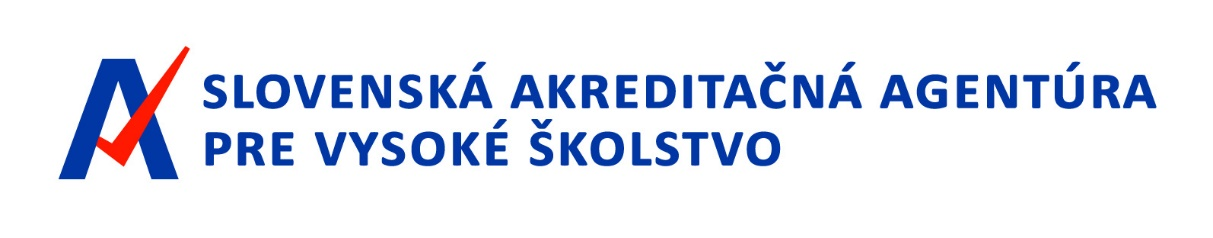 SLOVENSKÁ AKREDITAČNÁ AGENTÚRA
PRE VYSOKÉ ŠKOLSTVO